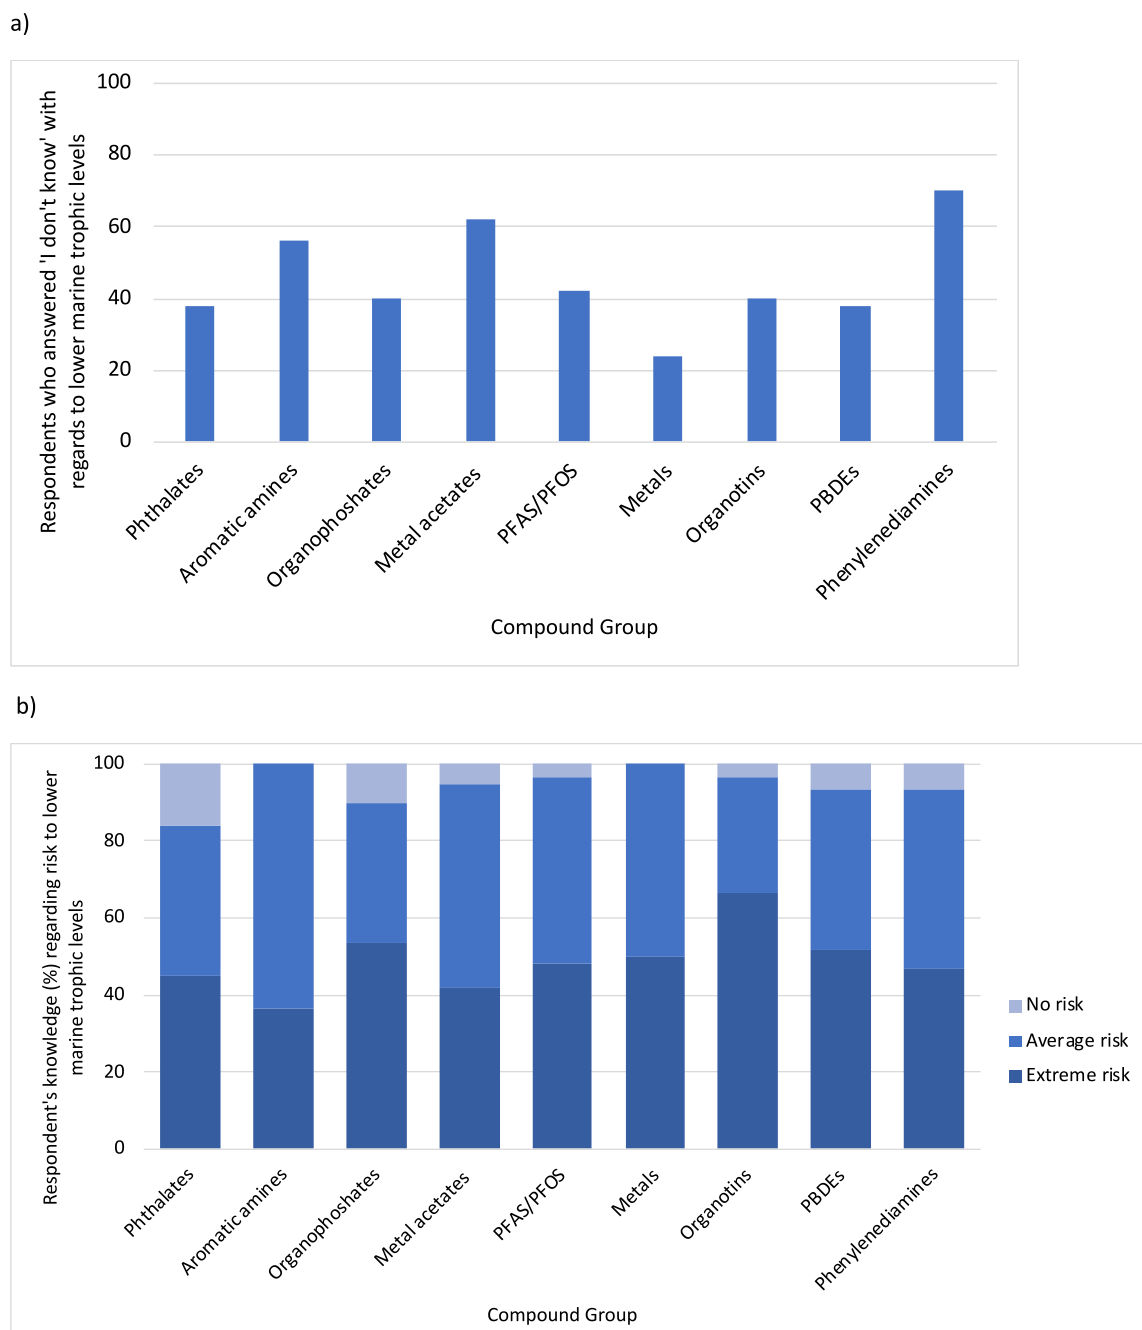 a)
100
80
60
40
20
0
Respondents who answered 'I don't know' with
regards to lower marine trophic levels
Phthalates
Aromatic amines
Organophoshates
Metal acetates
PFAS/PFOS
Metals
Organotins
PBDEs
Phenylenediamines
Compound Group
b)
100
80
60
40
20
0
Respondent's knowledge (%) regarding risk to lower
marine trophic levels
No risk
Average risk
Extreme risk
Phthalates
Aromatic amines
Organophoshates
Metal acetates
PFAS/PFOS
Metals
Organotins
PBDEs
Phenylenediamines
Compound Group